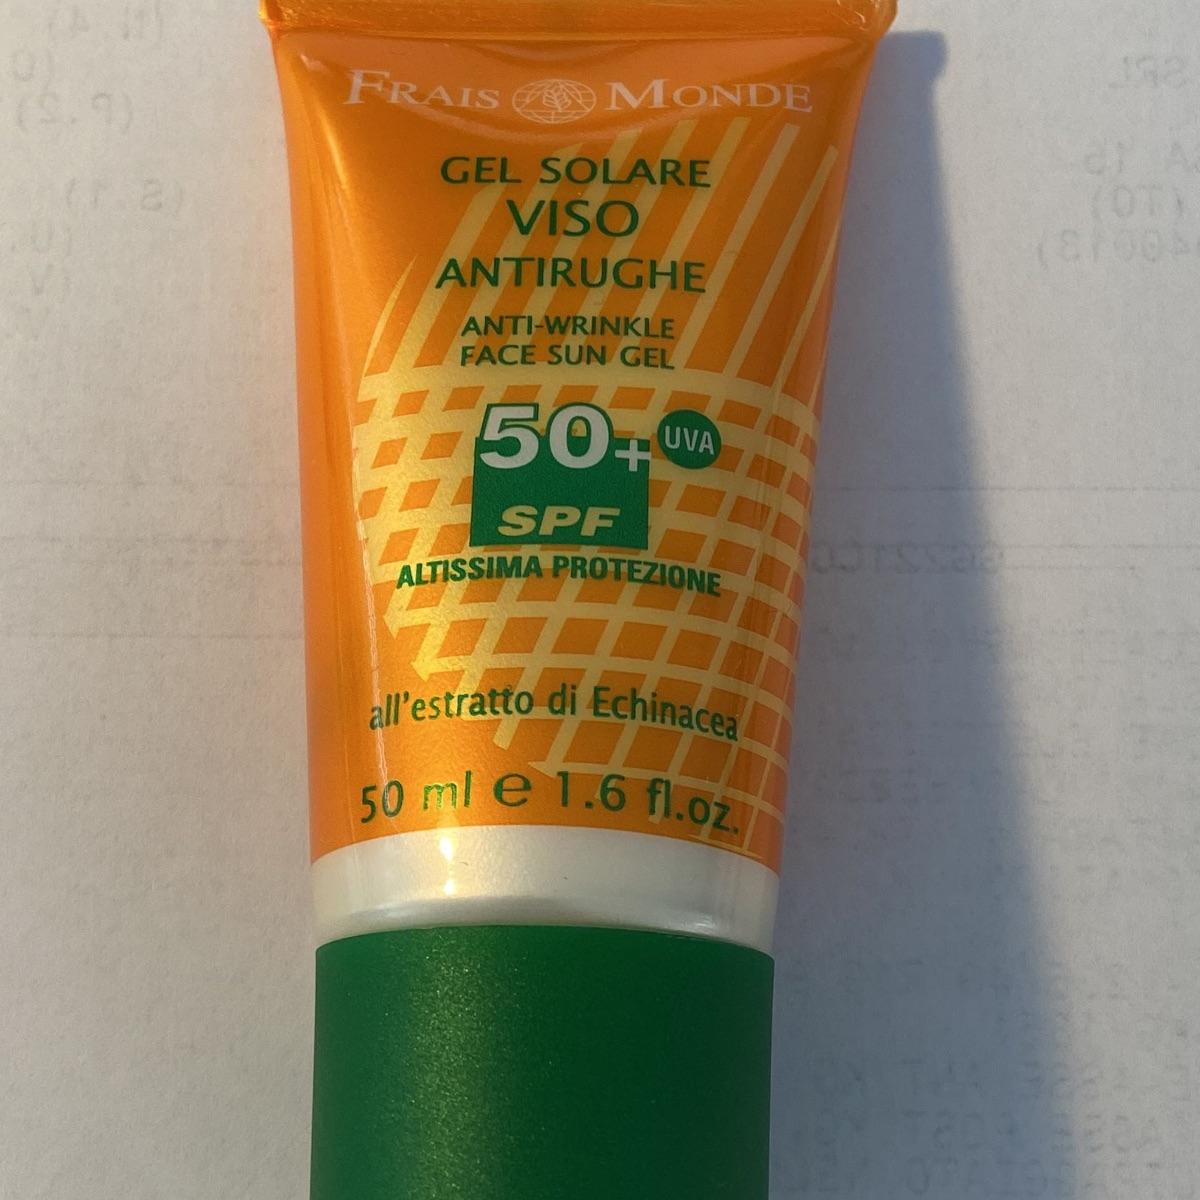 FRAIS MONDE
GEL SOLARE
VISO
ANTIRUGHE
ANTI-WRINKLE
FACE SUN GEL
50+ UVA
SPF
ALTISSIMA PROTEZIONE
all'estratto di Echinacea
50 ml e 1.6 fl.oz.